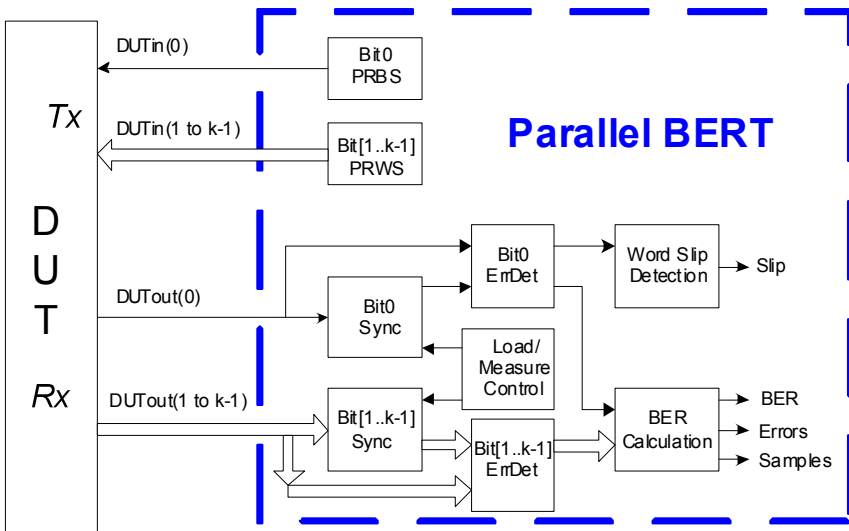 DUTin(0)
Bit0
PRBS
Tx
DUTin(1 to k-1)
Bit[1..k-1]
PRWS
Parallel BERT
D
U
T
Bit0
ErrDet
Word Slip
Detection
Slip
DUTout(0)
Bit0
Sync
Load/
Measure
Control
Rx
DUTout(1 to k-1)
Bit[1..k-1]
Sync
Bit[1..k-1]
ErrDet
BER
Calculation
BER
Errors
Samples